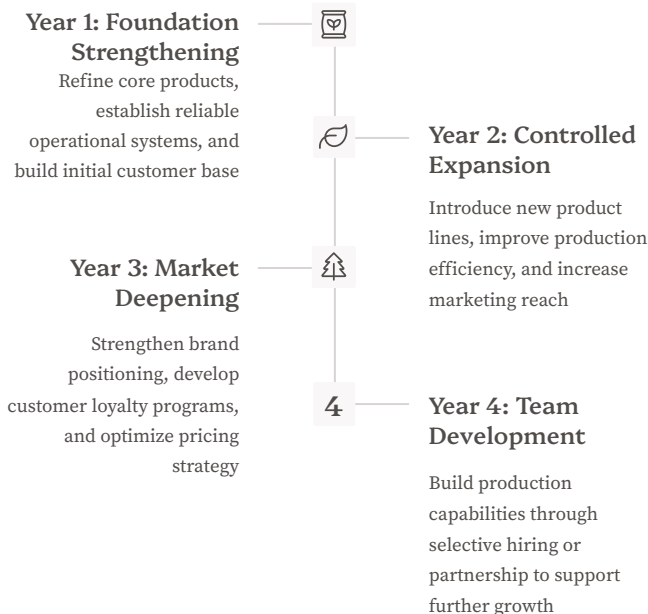 Year 1: Foundation
Strengthening
Refine core products,
establish reliable
operational systems, and
build initial customer base
Year 2: Controlled
Expansion
Introduce new product
lines, improve production
efficiency, and increase
marketing reach
Year 3: Market
Deepening
Strengthen brand
positioning, develop
customer loyalty programs,
and optimize pricing
strategy
4
Year 4: Team
Development
Build production
capabilities through
selective hiring or
partnership to support
further growth